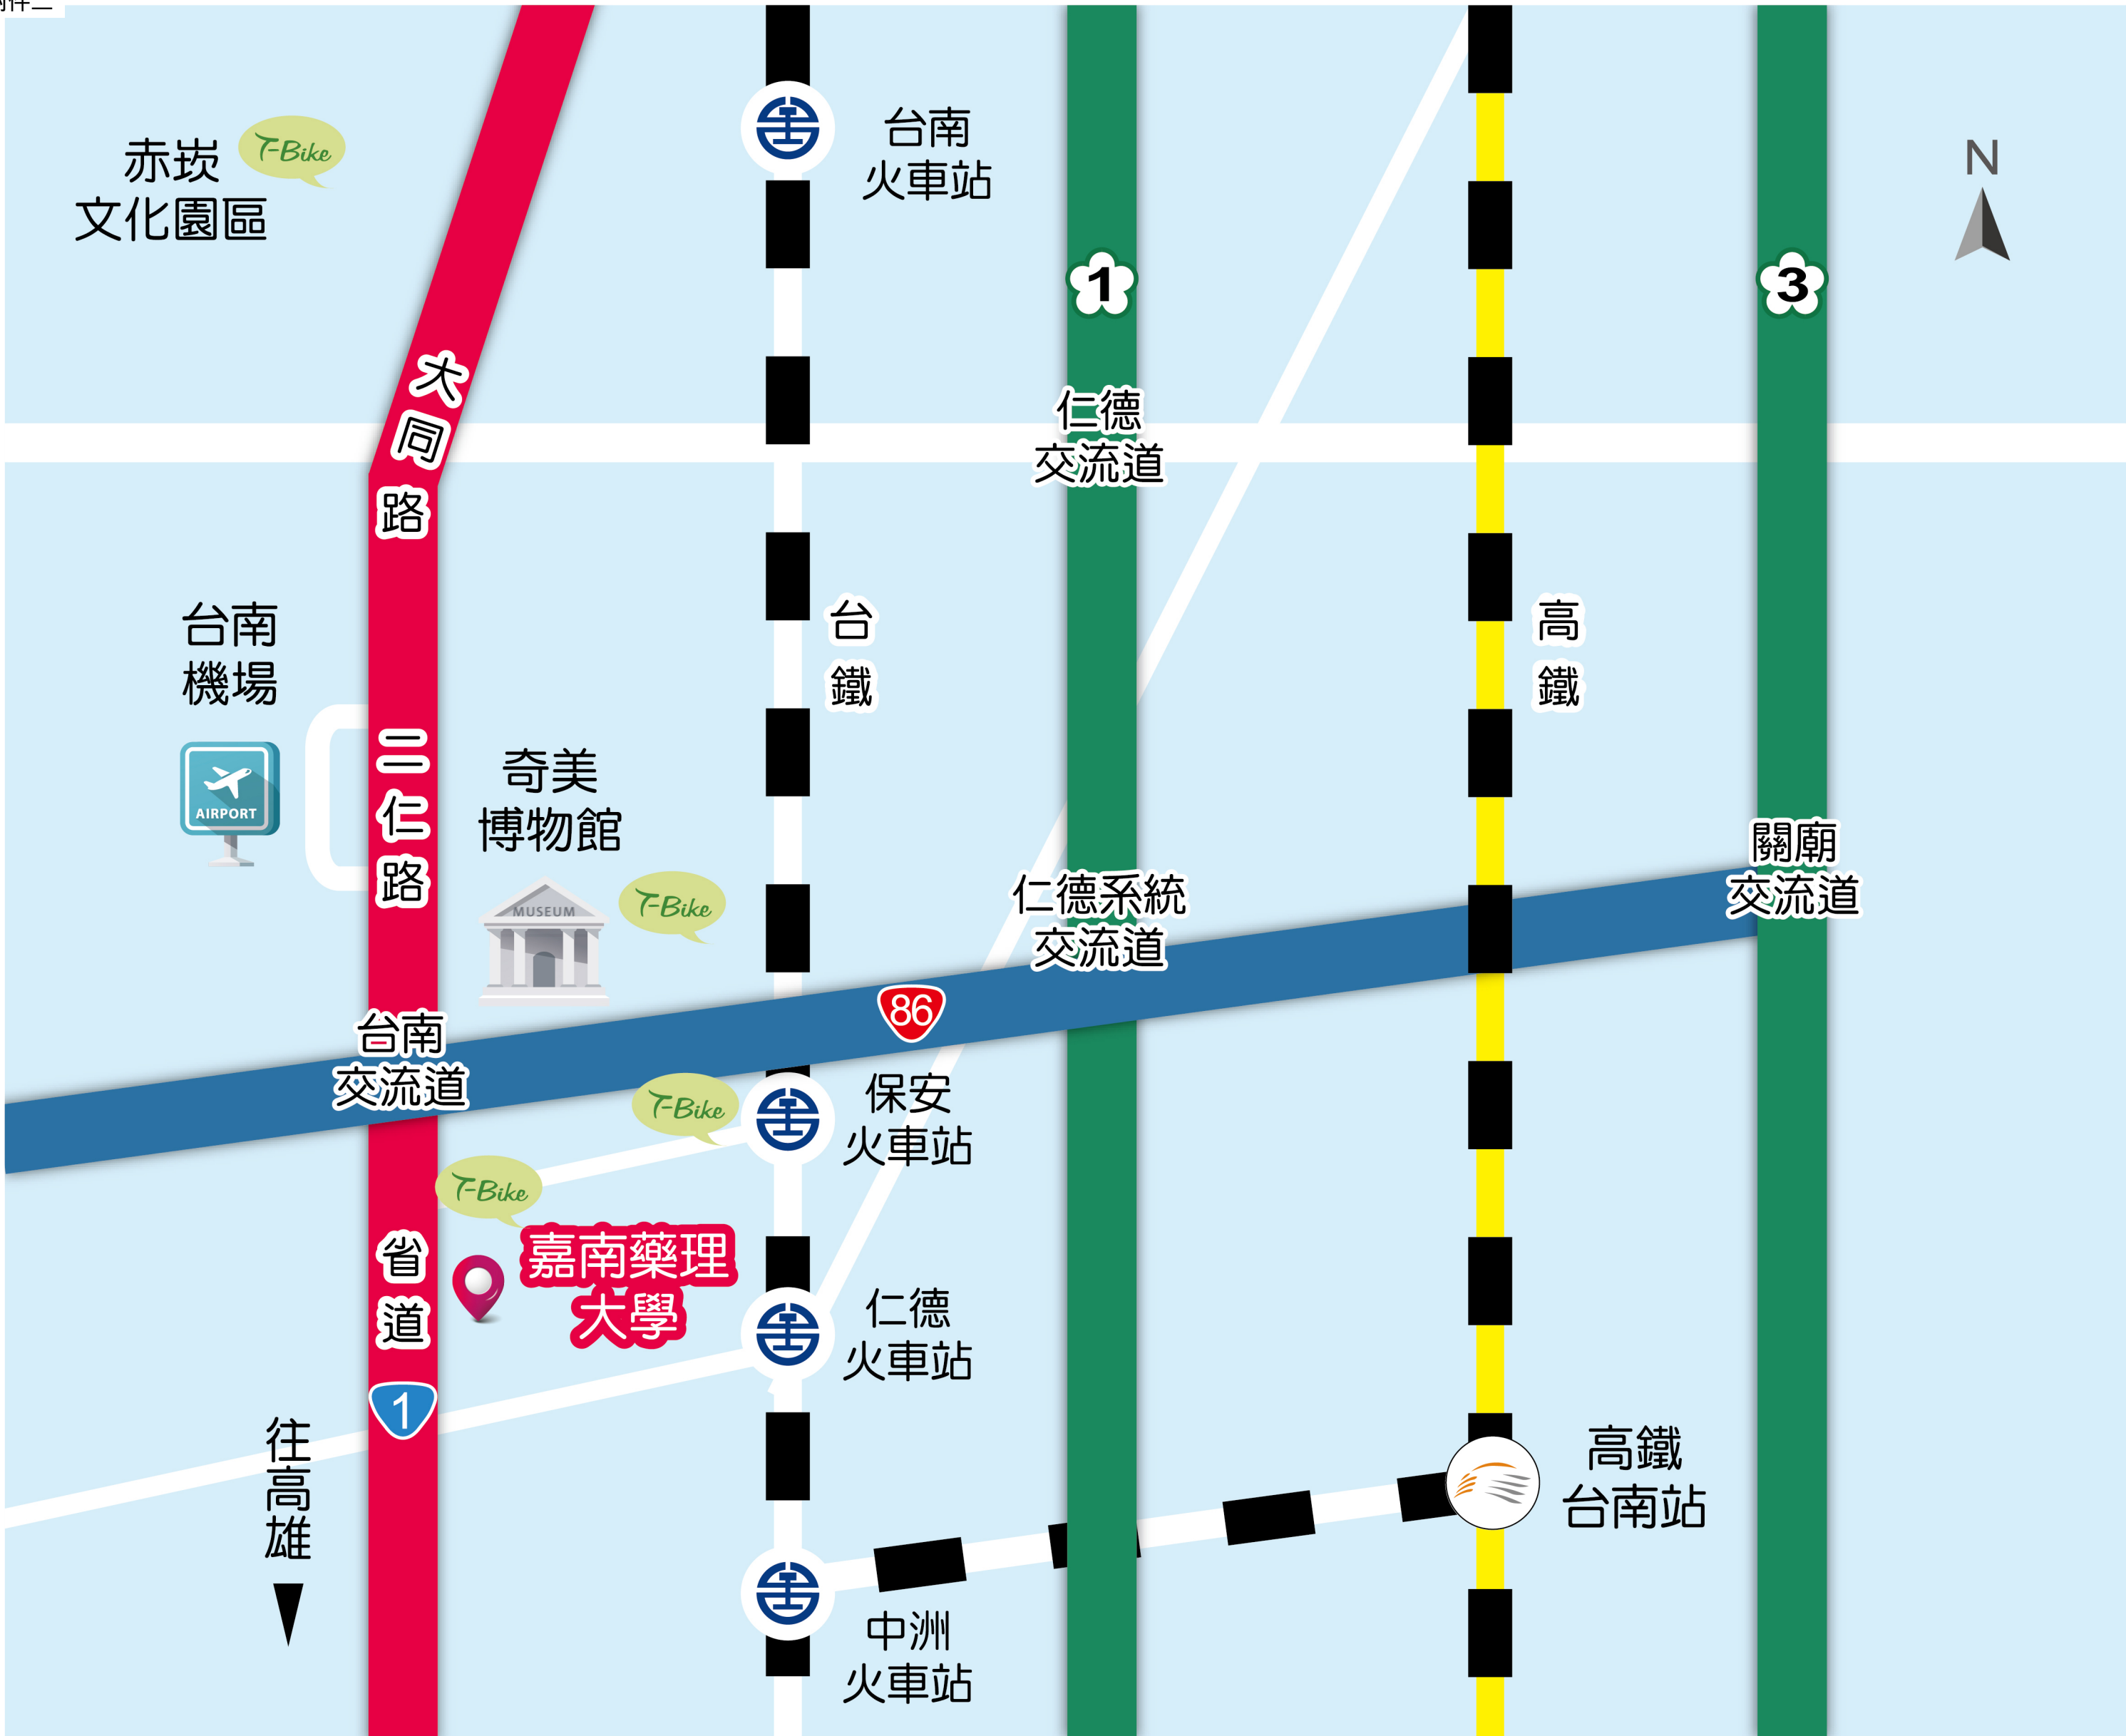 赤崁
文化園區
T-Bike
台南
火車站
N
1
3
大同路
仁德
交流道
台南
機場
AIRPORT
二仁路
奇美
博物館
MUSEUM
T-Bike
台鐵
高鐵
關廟
交流道
仁德系統
交流道
86
台南
交流道
T-Bike
保安
火車站
T-Bike
嘉南藥理
大學
省道
1
仁德
火車站
往高雄
高鐵
台南站
中洲
火車站